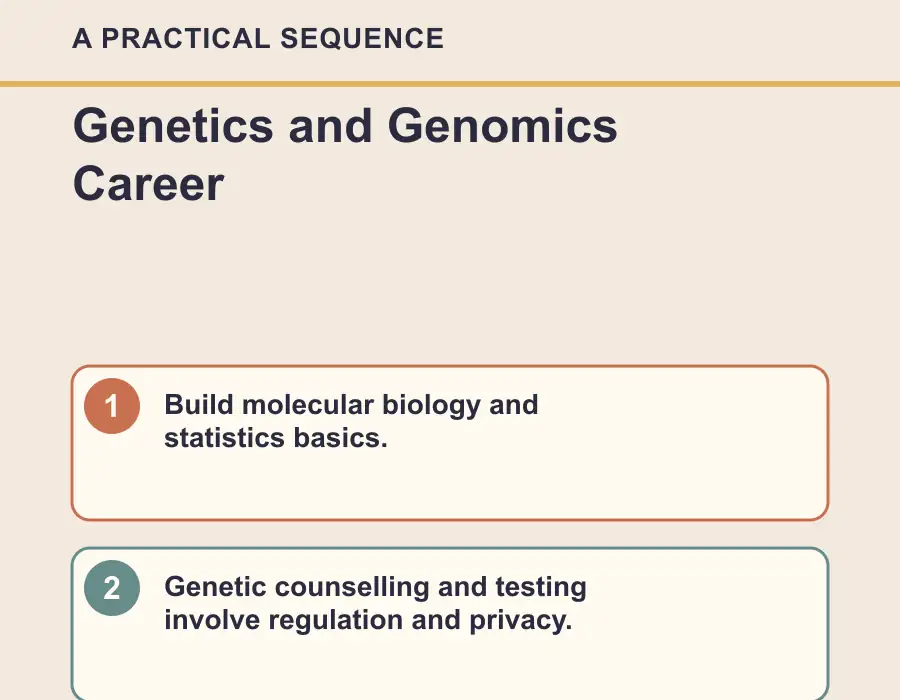 A PRACTICAL SEQUENCE
Genetics and Genomics
Career
1
Build molecular biology and
statistics basics.
2
Genetic counselling and testing
involve regulation and privacy.